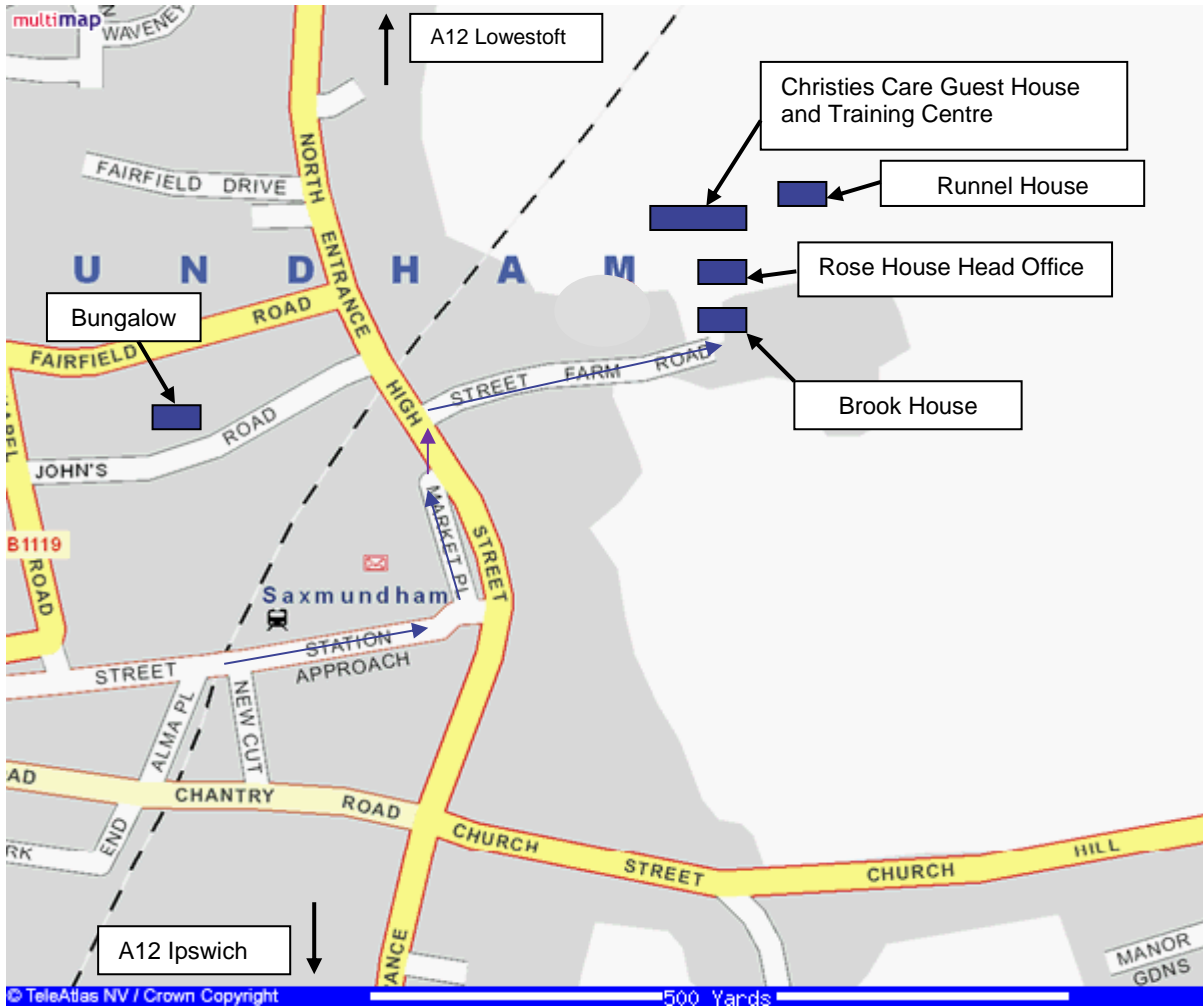 multimap
WAVENEY
A12 Lowestoft
Christies Care Guest House
and Training Centre
FAIRFIELD DRIVE
NORTH ENTRANCE
Runnel House
UNDHAM
Rose House Head Office
Bungalow
FAIRFIELD ROAD
STREET FARM ROAD
HIGH STREET
Brook House
JOHN'S ROAD
MARKET PL
B1119
ROAD
Saxmundham
STATION
APPROACH
STREET
ALMA PL
NEW CUT
AD
CHANTRY ROAD
CHURCH STREET
CHURCH HILL
RK
END
A12 Ipswich
ANCE
MANOR
GDNS
© TeleAtlas NV / Crown Copyright
500 Yards